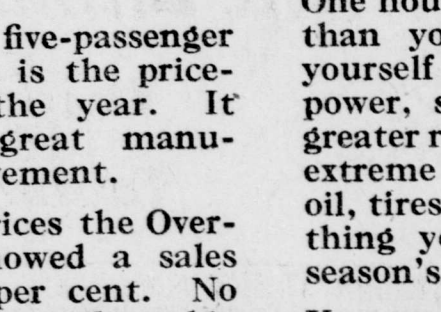 five-passenger
is the price-
the year. It
great manu-
ement.
ices the Over-
owed a sales
per cent. No
One hou
than yo
yourself
power, s
greater r
extreme
oil, tires
thing y
season's